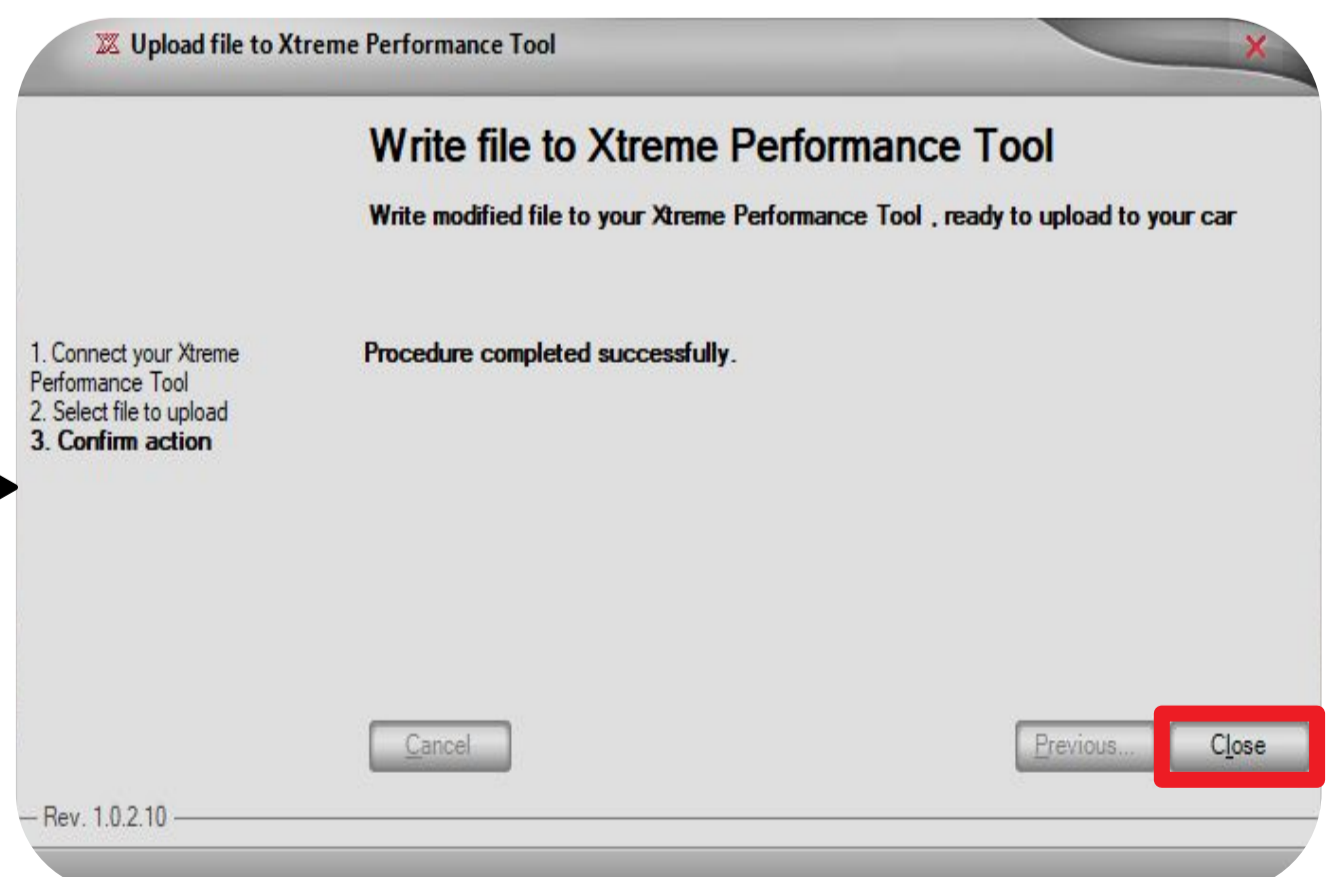 Upload file to Xtreme Performance Tool
Write file to Xtreme Performance Tool
Write modified file to your Xtreme Performance Tool , ready to upload to your car
1. Connect your Xtreme
Performance Tool
2. Select file to upload
3. Confirm action
Procedure completed successfully.
Cancel
Previous...
Close
Rev. 1.0.2.10